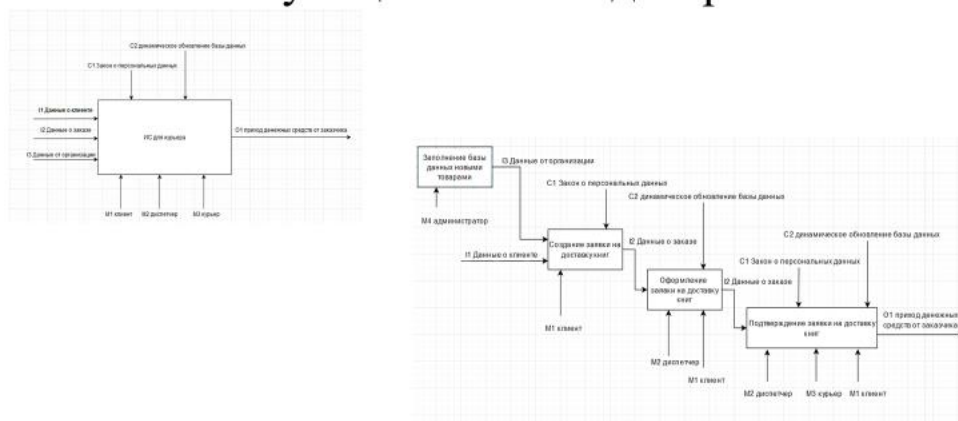 C2 динамическое обновление базы данных
C1 Закон о персональных данных
I1 Данные о клиенте
I2 Данные о заказе
I3 Данные от организации
ИС для курьера
O1 приход денежных средств от заказчика
M1 клиент
M2 диспетчер
M3 курьер
Заполнение базы
данных новыми
товарами
I3 Данные от организации
M4 администратор
C1 Закон о персональных данных
C2 динамическое обновление базы данных
I1 Данные о клиенте
Создание заявки на
доставку книг
I2 Данные о заказе
M1 клиент
Оформление
заявки на доставку
книг
I2 Данные о заказе
M2 диспетчер
M1 клиент
C2 динамическое обновление базы данных
C1 Закон о персональных данных
Подтверждение заявки на доставку
книг
O1 приход денежных
средств от заказчика
M2 диспетчер
M3 курьер
M1 клиент